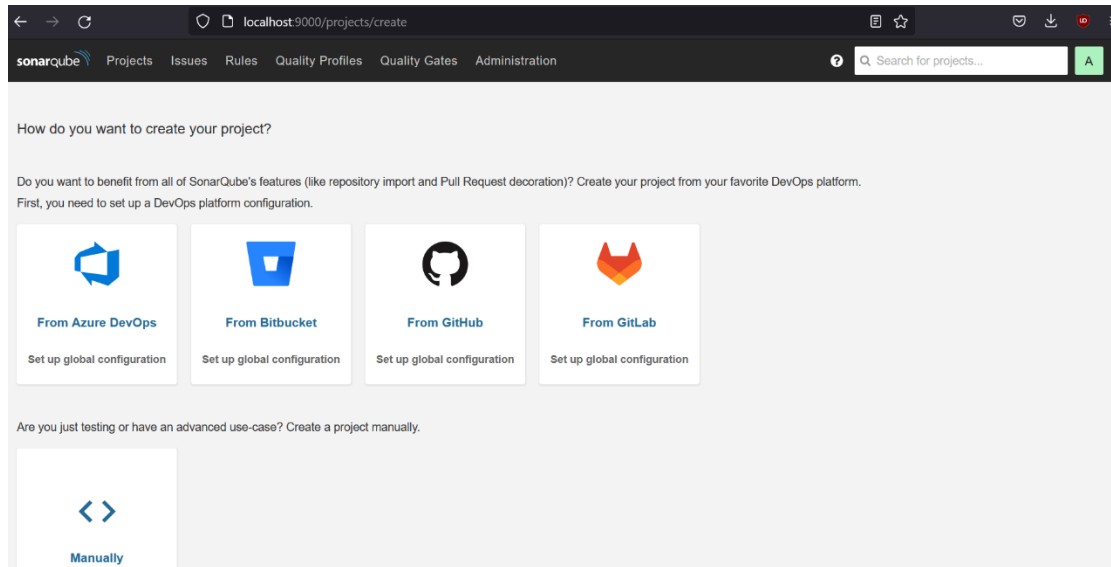 localhost:9000/projects/create
sonarqube Projects Issues Rules Quality Profiles Quality Gates Administration ? Search for projects... A
How do you want to create your project?
Do you want to benefit from all of SonarQube's features (like repository import and Pull Request decoration)? Create your project from your favorite DevOps platform.
First, you need to set up a DevOps platform configuration.
From Azure DevOps From Bitbucket From GitHub From GitLab
Set up global configuration Set up global configuration Set up global configuration Set up global configuration
Are you just testing or have an advanced use-case? Create a project manually.
Manually